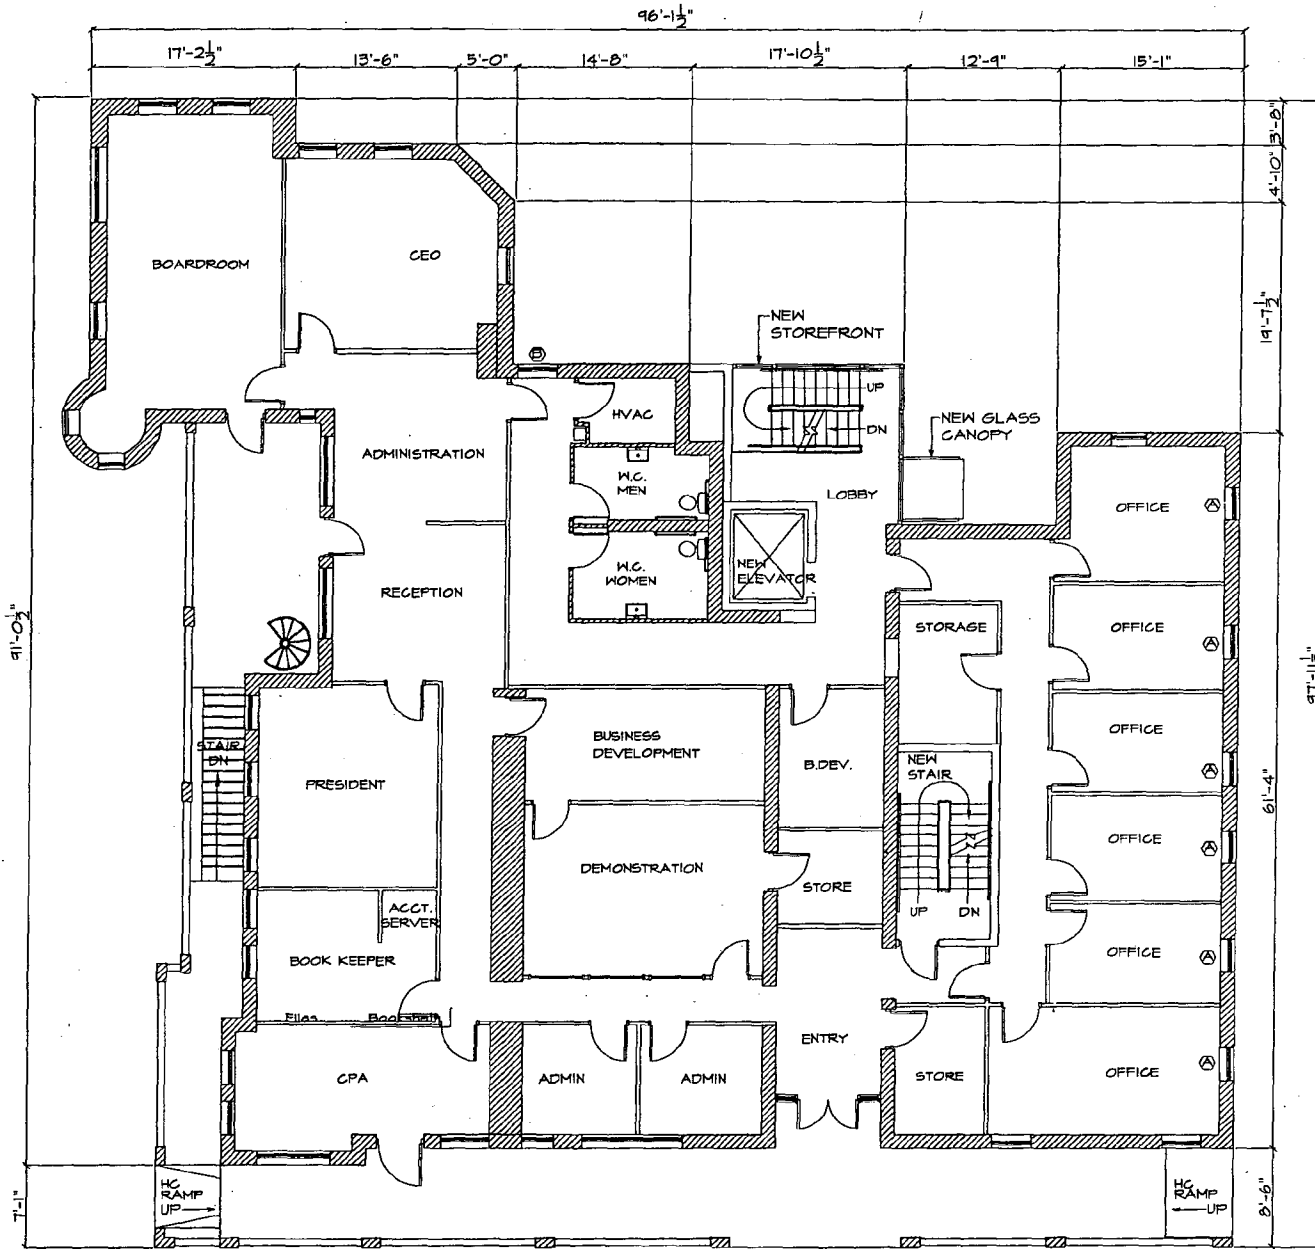 96'-1½"
17'-2½" 13'-6" 5'-0" 14'-8" 17'-10½" 12'-9" 15'-1"
3'-8"
4'-10"
19'-7½"
61'-4"
8'-6"
97'-11½"
91'-0½"
7'-1"
BOARDROOM
CEO
NEW
STOREFRONT
UP
DN
B
HVAC
NEW GLASS
CANOPY
ADMINISTRATION
W.C.
MEN
LOBBY
OFFICE A
NEW
ELEVATOR
W.C.
WOMEN
RECEPTION
STORAGE
OFFICE A
STAIR
DN
PRESIDENT
BUSINESS
DEVELOPMENT
B.DEV.
NEW
STAIR
OFFICE A
OFFICE A
DEMONSTRATION
STORE
UP DN
ACCT.
SERVER
BOOK KEEPER
OFFICE A
Files
ENTRY
CPA
ADMIN
ADMIN
STORE
OFFICE A
HC
RAMP
UP
HC
RAMP
UP